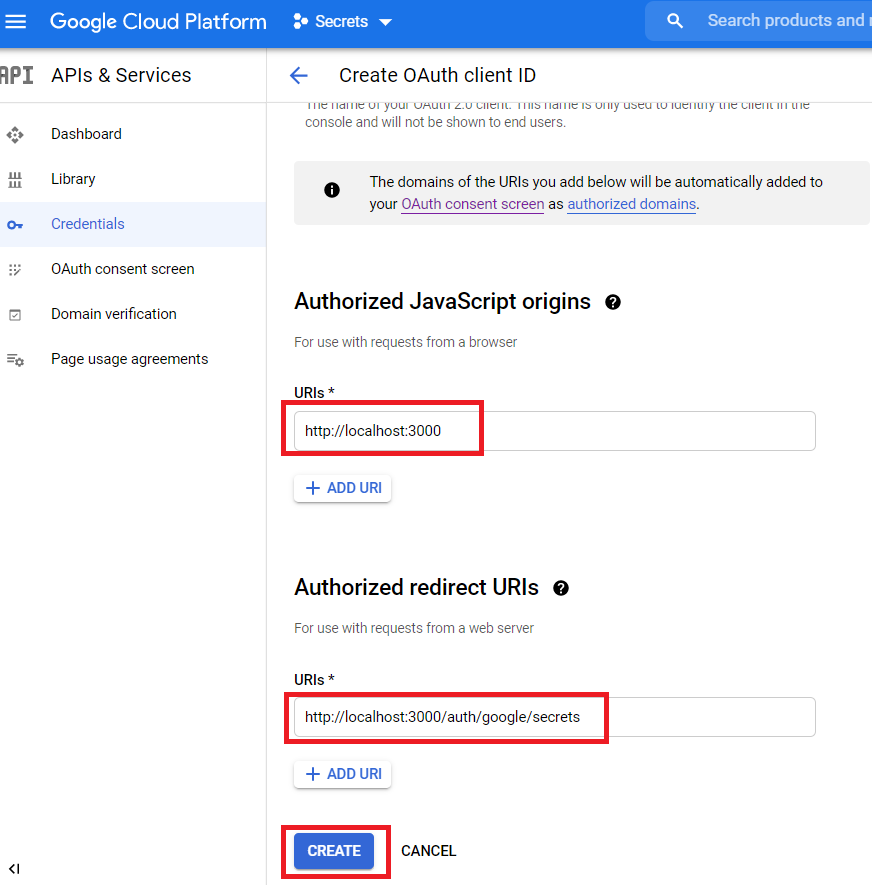 Google Cloud Platform
Secrets
Search products and
API
APIs & Services
Create OAuth client ID
Dashboard
Library
Credentials
OAuth consent screen
Domain verification
Page usage agreements
The name of your OAuth 2.0 client. This name is only used to identify the client in the
console and will not be shown to end users.
The domains of the URIs you add below will be automatically added to
your OAuth consent screen as authorized domains.
Authorized JavaScript origins
For use with requests from a browser
URIs *
http://localhost:3000
+ ADD URI
Authorized redirect URIs
For use with requests from a web server
URIs *
http://localhost:3000/auth/google/secrets
+ ADD URI
CREATE
CANCEL